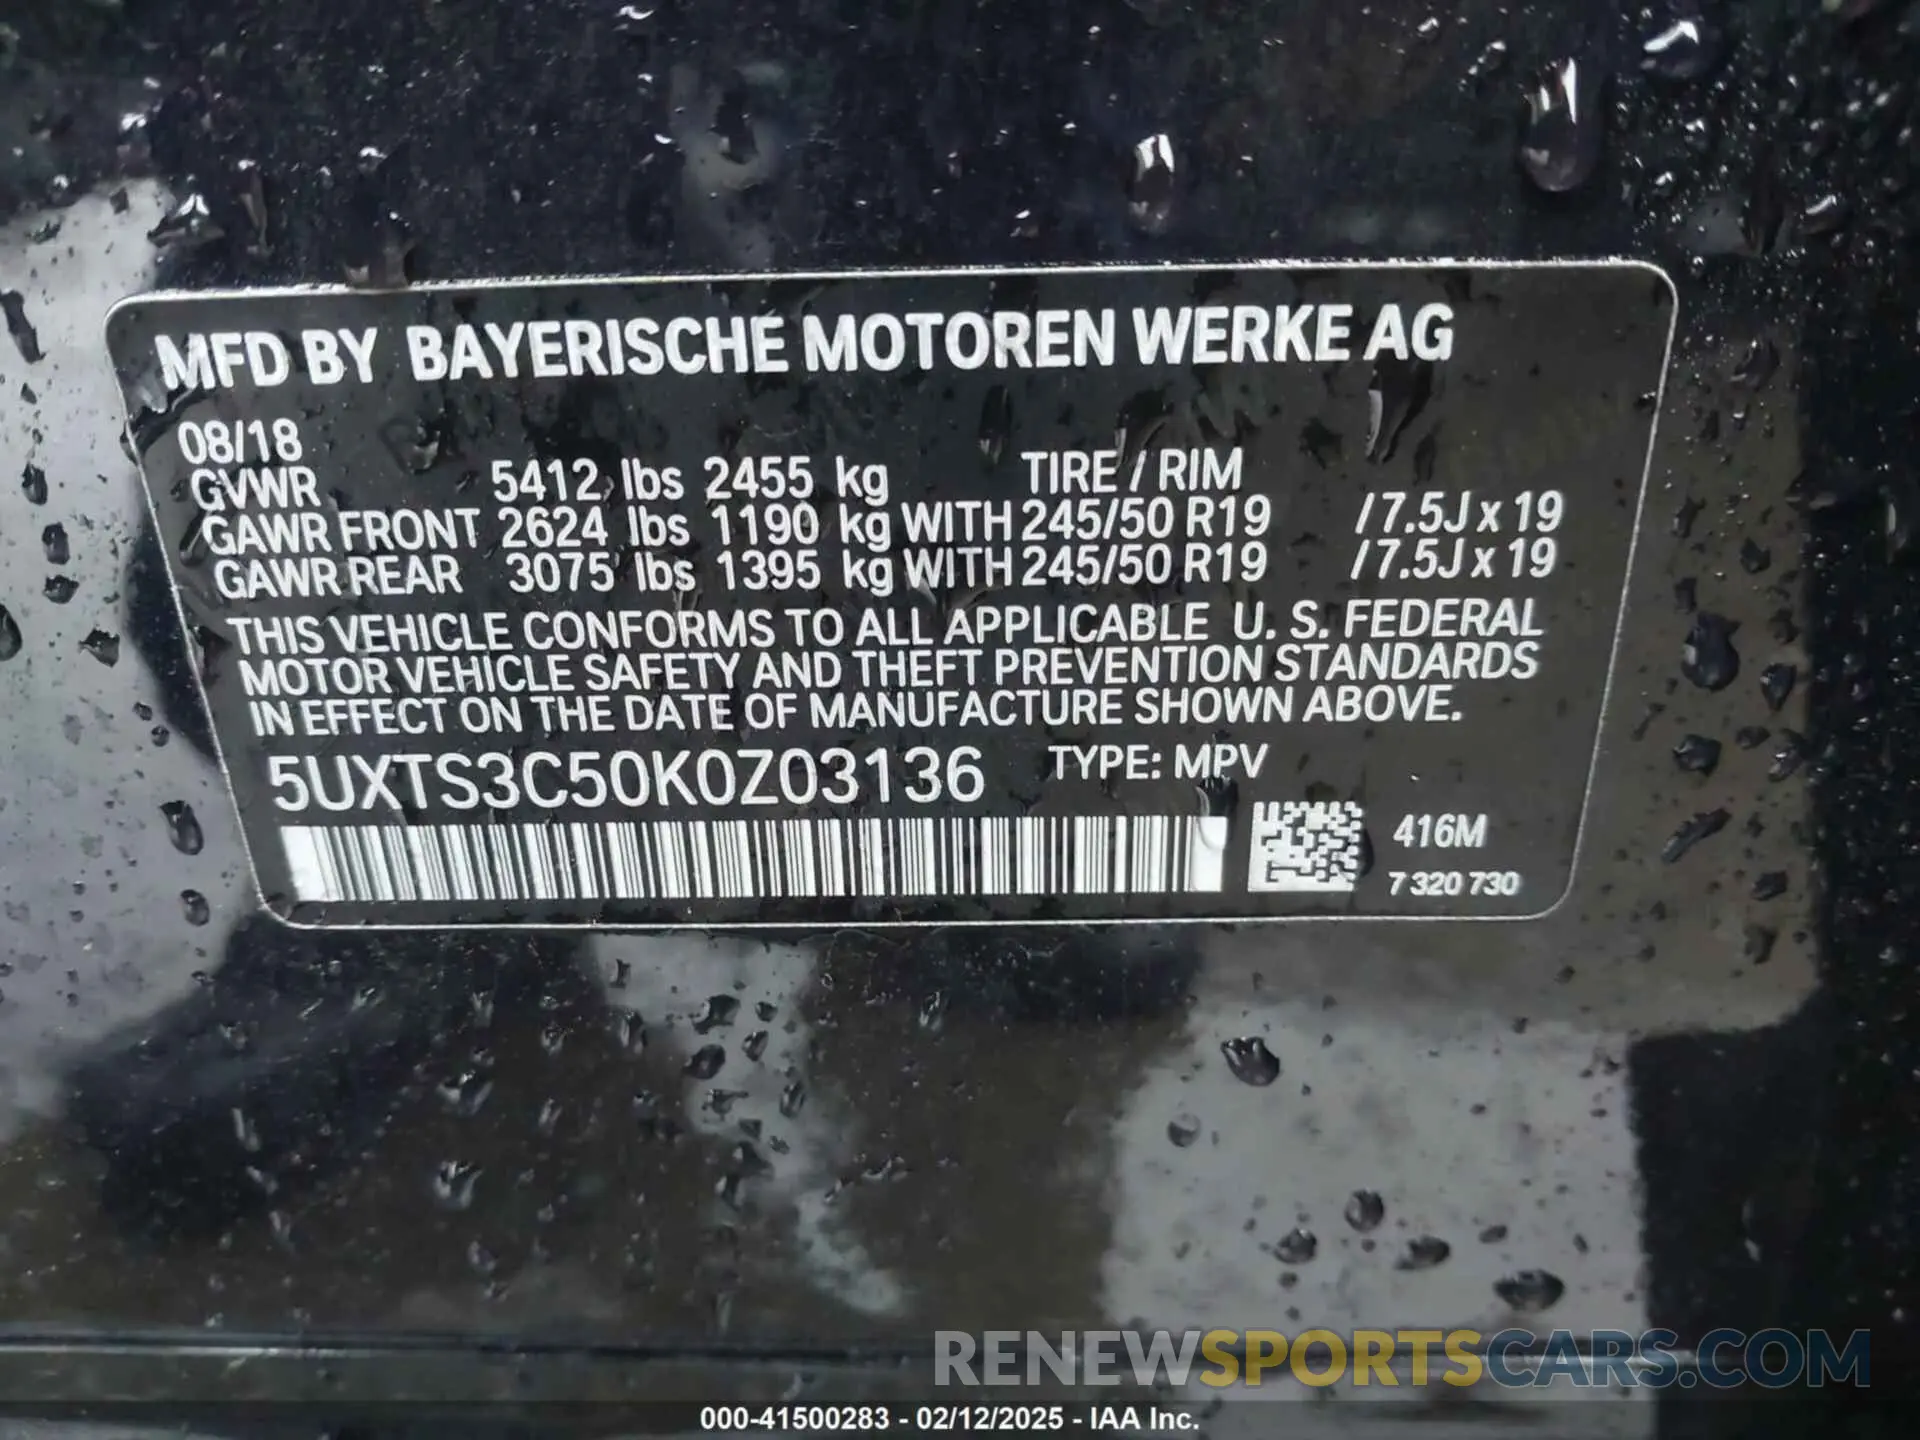 MFD BY BAYERISCHE MOTOREN WERKE AG
08/18
GVWR 5412 lbs 2455 kg TIRE / RIM
GAWR FRONT 2624 lbs 1190 kg WITH 245/50 R19 / 7.5J x 19
GAWR REAR 3075 lbs 1395 kg WITH 245/50 R19 / 7.5J x 19
THIS VEHICLE CONFORMS TO ALL APPLICABLE U. S. FEDERAL
MOTOR VEHICLE SAFETY AND THEFT PREVENTION STANDARDS
IN EFFECT ON THE DATE OF MANUFACTURE SHOWN ABOVE.
5UXTS3C50K0Z03136 TYPE: MPV
416M
7 320 730
RENEWSPORTSCARS.COM
000-41500283 - 02/12/2025 - IAA Inc.